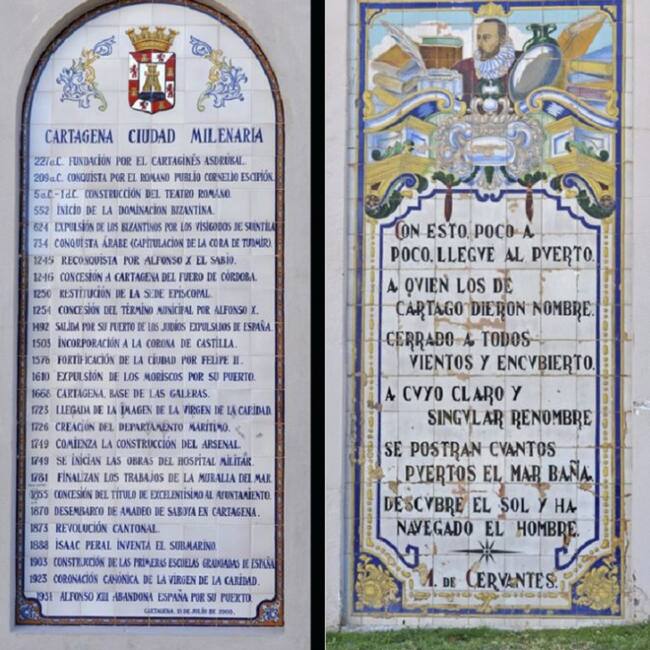 CARTAGENA CIUDAD MILENARIA
227 a.C. FUNDACIÓN POR EL CARTAGINÉS ASDRÚBAL.
209 a.C. CONQUISTA POR EL ROMANO PUBLIO CORNELIO ESCIPIÓN.
5 a.C.-1 d.C. CONSTRUCCIÓN DEL TEATRO ROMANO.
552 INICIO DE LA DOMINACIÓN BIZANTINA.
624 EXPULSIÓN DE LOS BIZANTINOS POR LOS VISIGODOS DE SUINTILA
734 CONQUISTA ÁRABE (CAPITULACIÓN DE LA CORA DE TUDMIR).
1245 RECONQUISTA POR ALFONSO X EL SABIO.
1246 CONCESIÓN A CARTAGENA DEL FUERO DE CÓRDOBA.
1250 RESTITUCIÓN DE LA SEDE EPISCOPAL.
1254 CONCESIÓN DEL TÉRMINO MUNICIPAL POR ALFONSO X.
1492 SALIDA POR SU PUERTO DE LOS JUDÍOS EXPULSADOS DE ESPAÑA.
1503 INCORPORACIÓN A LA CORONA DE CASTILLA.
1576 FORTIFICACIÓN DE LA CIUDAD POR FELIPE II.
1610 EXPULSIÓN DE LOS MORISCOS POR SU PUERTO.
1668 CARTAGENA, BASE DE LAS GALERAS.
1723 LLEGADA DE LA IMAGEN DE LA VIRGEN DE LA CARIDAD.
1726 CREACIÓN DEL DEPARTAMENTO MARÍTIMO.
1749 COMIENZA LA CONSTRUCCIÓN DEL ARSENAL.
1749 SE INICIAN LAS OBRAS DEL HOSPITAL MILITAR.
1781 FINALIZAN LOS TRABAJOS DE LA MURALLA DEL MAR.
CONCESIÓN DEL TÍTULO DE EXCELENTÍSIMO AL AYUNTAMIENTO.
1870 DESEMBARCO DE AMADEO DE SABOYA EN CARTAGENA.
1873 REVOLUCIÓN CANTONAL.
1888 ISAAC PERAL INVENTA EL SUBMARINO.
1903 CONSTRUCCIÓN DE LAS PRIMERAS ESCUELAS GRADUADAS DE ESPAÑA
1923 CORONACIÓN CANÓNICA DE LA VIRGEN DE LA CARIDAD.
1931 ALFONSO XIII ABANDONA ESPAÑA POR SU PUERTO.
CARTAGENA, 15 DE JULIO DE 2000.
CON ESTO, POCO A
POCO, LLEGVE AL PVERTO.
A QVIEN LOS DE
CARTAGO DIERON NOMBRE.
CERRADO A TODOS
VIENTOS Y ENCVBIERTO.
A CVYO CLARO Y
SINGVLAR RENOMBRE
SE POSTRAN CVANTOS
PVERTOS EL MAR BAÑA.
DESCVBRE EL SOL Y HA
NAVEGADO EL HOMBRE.
M. DE CERVANTES.